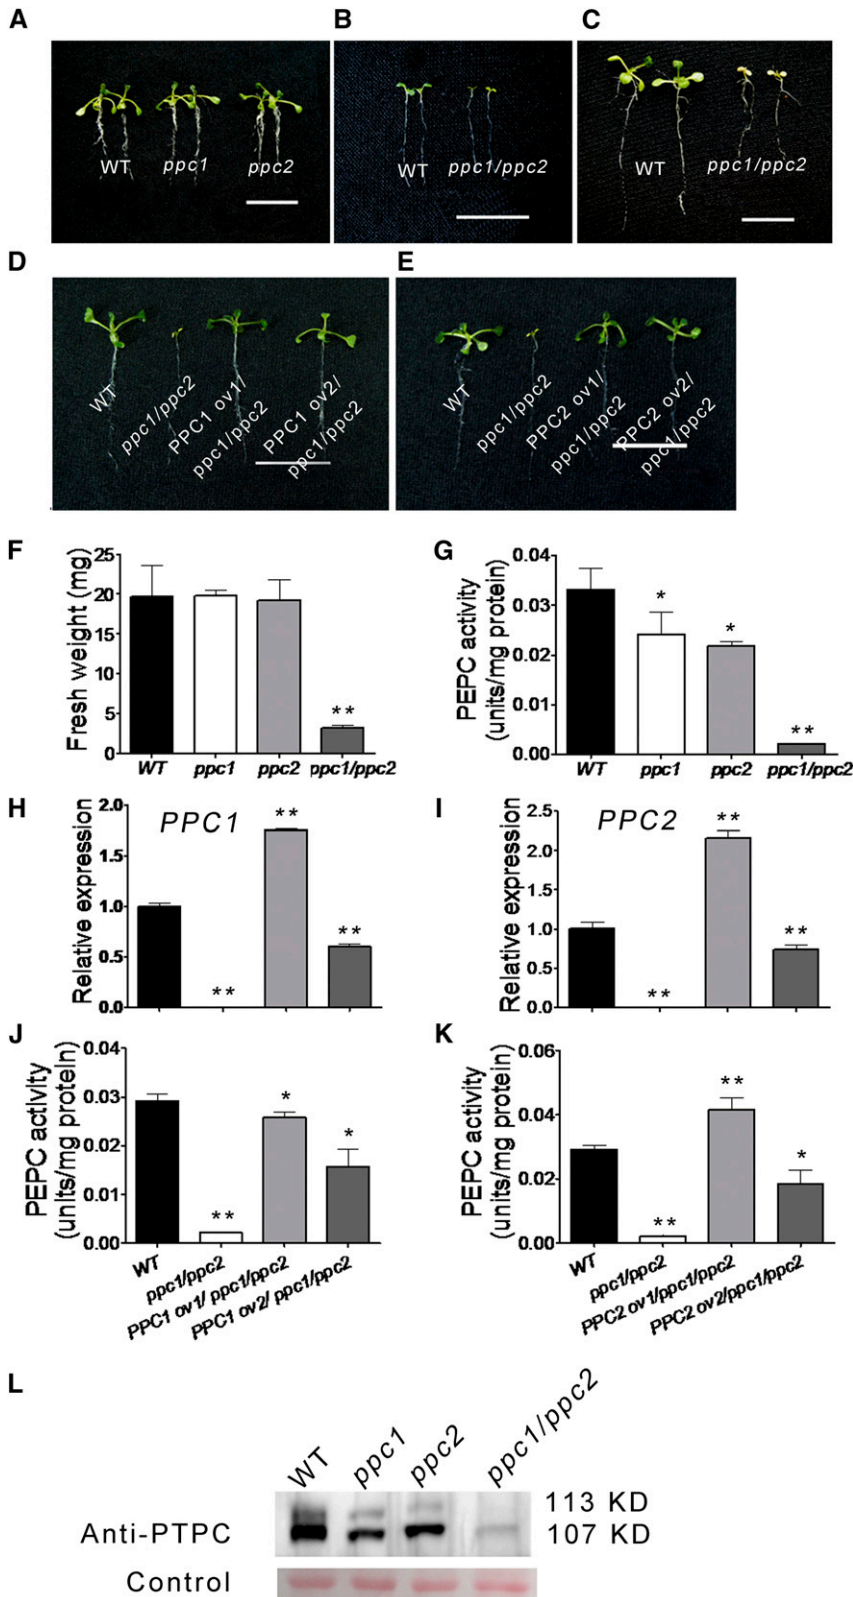 A
B
C
WT
ppc1
ppc2
WT
ppc1/ppc2
WT
ppc1/ppc2
D
E
WT
ppc1/ppc2
PPC1 ov1/
ppc1/ppc2
PPC1 ov2/
ppc1/ppc2
WT
ppc1/ppc2
PPC2 ov1/
ppc1/ppc2
PPC2 ov2/
ppc1/ppc2
F
Fresh weight (mg)
25
20
15
10
5
0
**
WT
ppc1
ppc2
ppc1/ppc2
G
PEPC activity
(units/mg protein)
0.04
0.03
0.02
0.01
0.00
*
*
**
WT
ppc1
ppc2
ppc1/ppc2
H
PPC1
Relative expression
2.0
1.5
1.0
0.5
0.0
**
**
**
I
PPC2
Relative expression
2.5
2.0
1.5
1.0
0.5
0.0
**
**
**
J
PEPC activity
(units/mg protein)
0.04
0.03
0.02
0.01
0.00
**
*
*
WT
ppc1/ppc2
PPC1 ov1/ ppc1/ppc2
PPC1 ov2/ ppc1/ppc2
K
PEPC activity
(units/mg protein)
0.06
0.04
0.02
0.00
**
**
*
WT
ppc1/ppc2
PPC2 ov1/ppc1/ppc2
PPC2 ov2/ppc1/ppc2
L
WT
ppc1
ppc2
ppc1/ppc2
Anti-PTPC
113 KD
107 KD
Control